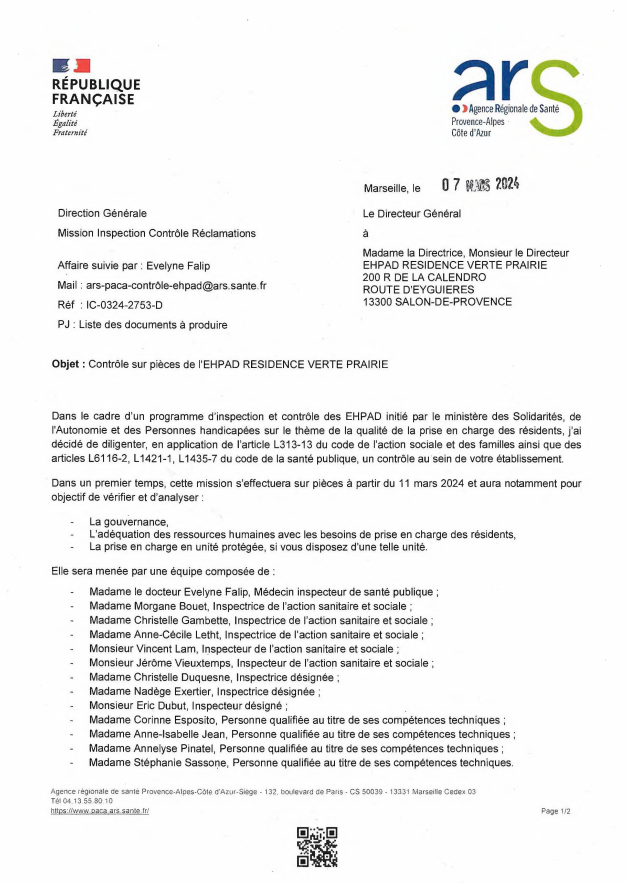 RÉPUBLIQUE
FRANÇAISE
Liberté
Égalité
Fraternité
ars
Agence Régionale de Santé
Provence-Alpes
Côte d'Azur
Marseille, le 07 MARS 2024
Direction Générale
Mission Inspection Contrôle Réclamations
Affaire suivie par : Evelyne Falip
Mail : ars-paca-contrôle-ehpad@ars.sante.fr
Réf : IC-0324-2753-D
PJ : Liste des documents à produire
Le Directeur Général
à
Madame la Directrice, Monsieur le Directeur
EHPAD RESIDENCE VERTE PRAIRIE
200 R DE LA CALENDRO
ROUTE D'EYGUIERES
13300 SALON-DE-PROVENCE
Objet : Contrôle sur pièces de l'EHPAD RESIDENCE VERTE PRAIRIE
Dans le cadre d'un programme d'inspection et contrôle des EHPAD initié par le ministère des Solidarités, de
l'Autonomie et des Personnes handicapées sur le thème de la qualité de la prise en charge des résidents, j'ai
décidé de diligenter, en application de l'article L313-13 du code de l'action sociale et des familles ainsi que des
articles L6116-2, L1421-1, L1435-7 du code de la santé publique, un contrôle au sein de votre établissement.
Dans un premier temps, cette mission s'effectuera sur pièces à partir du 11 mars 2024 et aura notamment pour
objectif de vérifier et d'analyser :
- La gouvernance,
- L'adéquation des ressources humaines avec les besoins de prise en charge des résidents,
- La prise en charge en unité protégée, si vous disposez d'une telle unité.
Elle sera menée par une équipe composée de :
- Madame le docteur Evelyne Falip, Médecin inspecteur de santé publique ;
- Madame Morgane Bouet, Inspectrice de l'action sanitaire et sociale ;
- Madame Christelle Gambette, Inspectrice de l'action sanitaire et sociale ;
- Madame Anne-Cécile Letht, Inspectrice de l'action sanitaire et sociale ;
- Monsieur Vincent Lam, Inspecteur de l'action sanitaire et sociale ;
- Monsieur Jérôme Vieuxtemps, Inspecteur de l'action sanitaire et sociale ;
- Madame Christelle Duquesne, Inspectrice désignée ;
- Madame Nadège Exertier, Inspectrice désignée ;
- Monsieur Eric Dubut, Inspecteur désigné ;
- Madame Corinne Esposito, Personne qualifiée au titre de ses compétences techniques ;
- Madame Anne-Isabelle Jean, Personne qualifiée au titre de ses compétences techniques ;
- Madame Annelyse Pinatel, Personne qualifiée au titre de ses compétences techniques ;
- Madame Stéphanie Sassone, Personne qualifiée au titre de ses compétences techniques.
Agence régionale de santé Provence-Alpes-Côte d'Azur-Siège - 132, boulevard de Paris - CS 50039 - 13331 Marseille Cedex 03
Tél 04.13.55.80.10
https://www.paca.ars.sante.fr/
Page 1/2